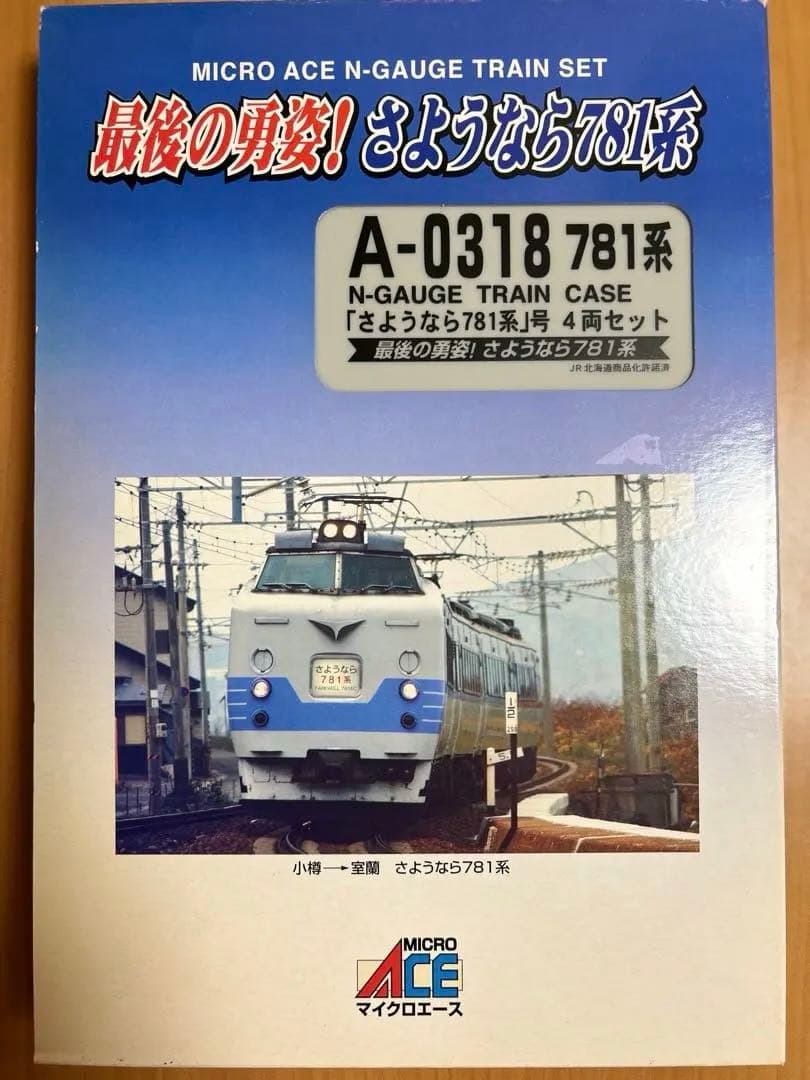 MICRO ACE N-GAUGE TRAIN SET
最後の勇姿! さようなら781系
A-0318 781系
N-GAUGE TRAIN CASE
「さようなら781系」号 4両セット
最後の勇姿! さようなら781系
JR北海道商品化許諾済
さようなら
781系
小樽→室蘭 さようなら781系
MICRO
ACE
マイクロエース